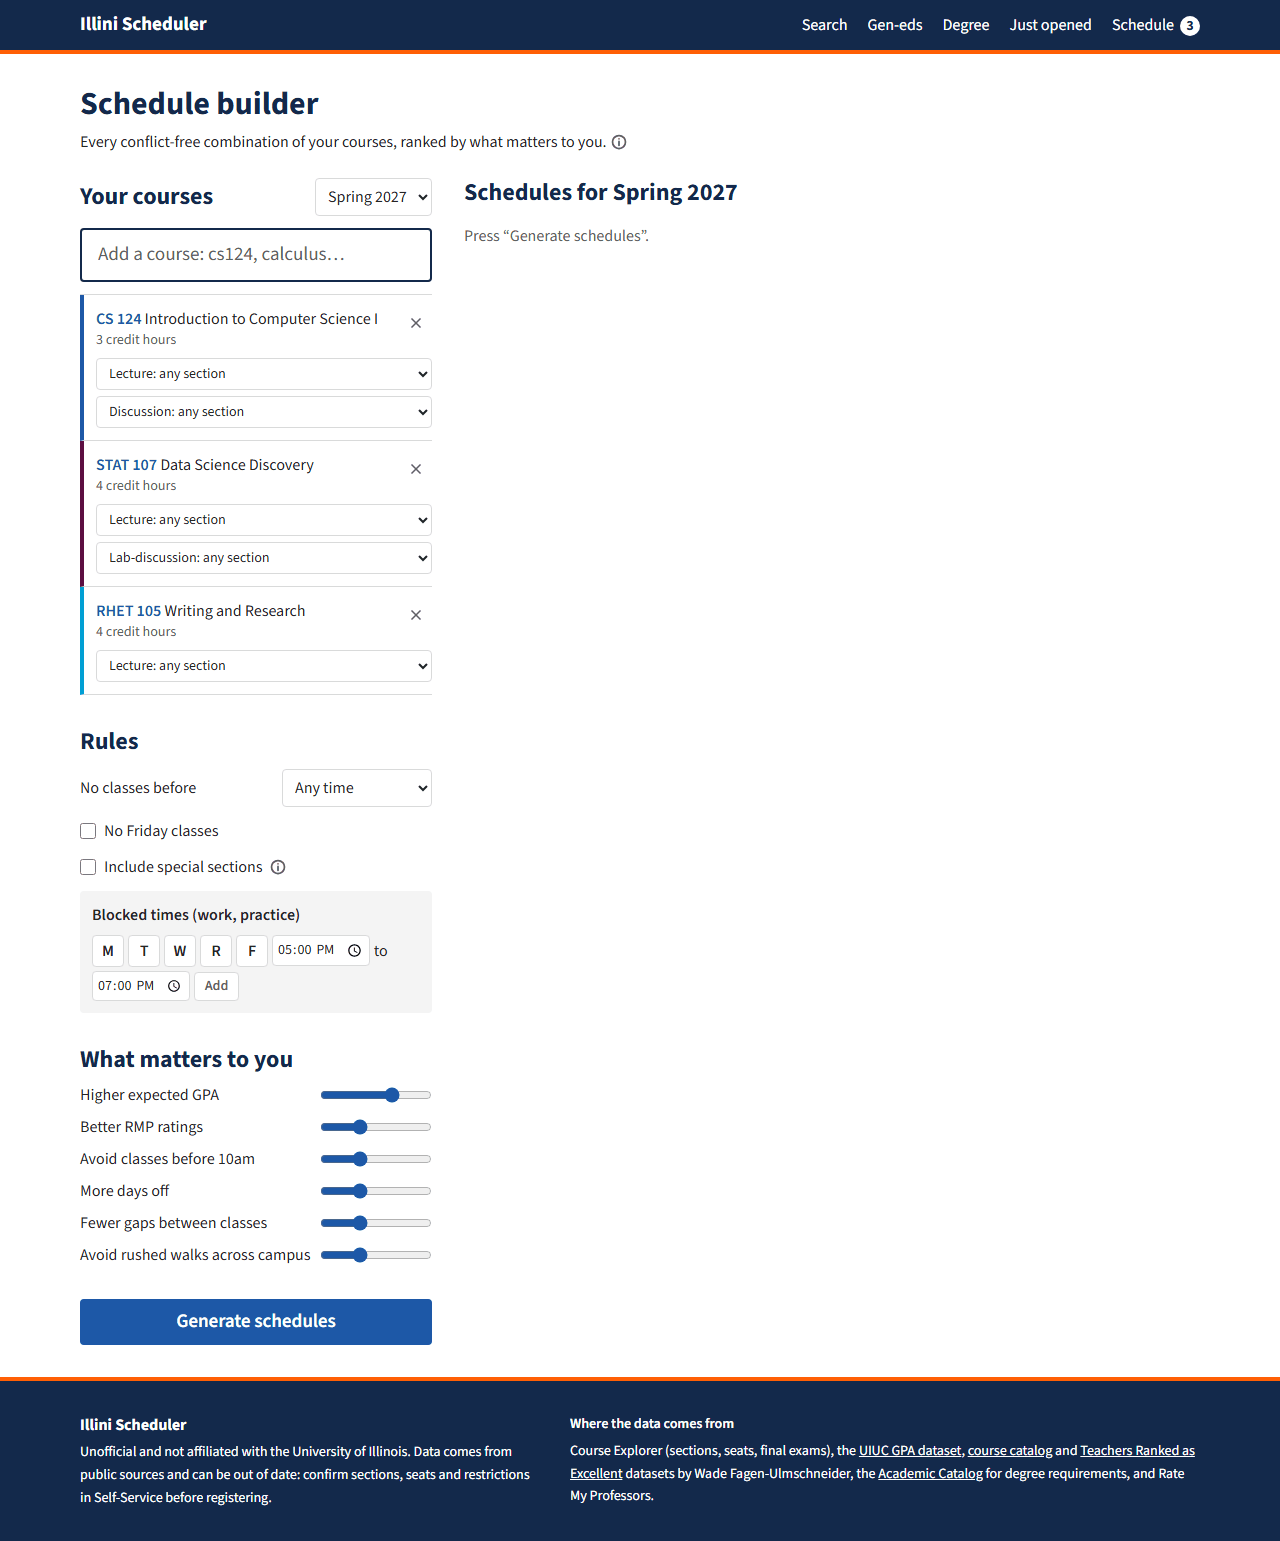 Illini Scheduler
Search Gen-eds Degree Just opened Schedule 3
Schedule builder
Every conflict-free combination of your courses, ranked by what matters to you.
Your courses
Spring 2027
Add a course: cs124, calculus…
CS 124 Introduction to Computer Science I
3 credit hours
Lecture: any section
Discussion: any section
STAT 107 Data Science Discovery
4 credit hours
Lecture: any section
Lab-discussion: any section
RHET 105 Writing and Research
4 credit hours
Lecture: any section
Rules
No classes before
Any time
No Friday classes
Include special sections
Blocked times (work, practice)
M T W R F 05:00 PM to
07:00 PM Add
What matters to you
Higher expected GPA
Better RMP ratings
Avoid classes before 10am
More days off
Fewer gaps between classes
Avoid rushed walks across campus
Generate schedules
Schedules for Spring 2027
Press “Generate schedules”.
Illini Scheduler
Unofficial and not affiliated with the University of Illinois. Data comes from
public sources and can be out of date: confirm sections, seats and restrictions
in Self-Service before registering.
Where the data comes from
Course Explorer (sections, seats, final exams), the UIUC GPA dataset, course catalog and Teachers Ranked as
Excellent datasets by Wade Fagen-Ulmschneider, the Academic Catalog for degree requirements, and Rate
My Professors.